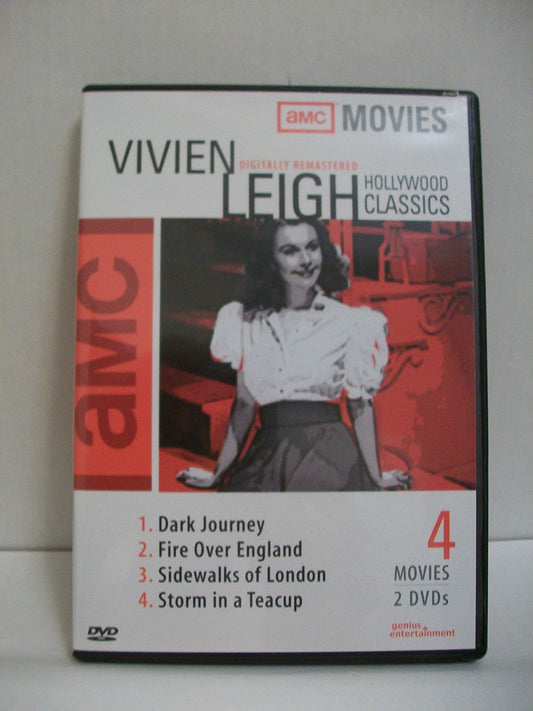 amc MOVIES
VIVIEN
DIGITALLY REMASTERED
LEIGH
HOLLYWOOD
CLASSICS
amc
1. Dark Journey
2. Fire Over England
3. Sidewalks of London
4. Storm in a Teacup
4
MOVIES
2 DVDs
DVD
genius
entertainment